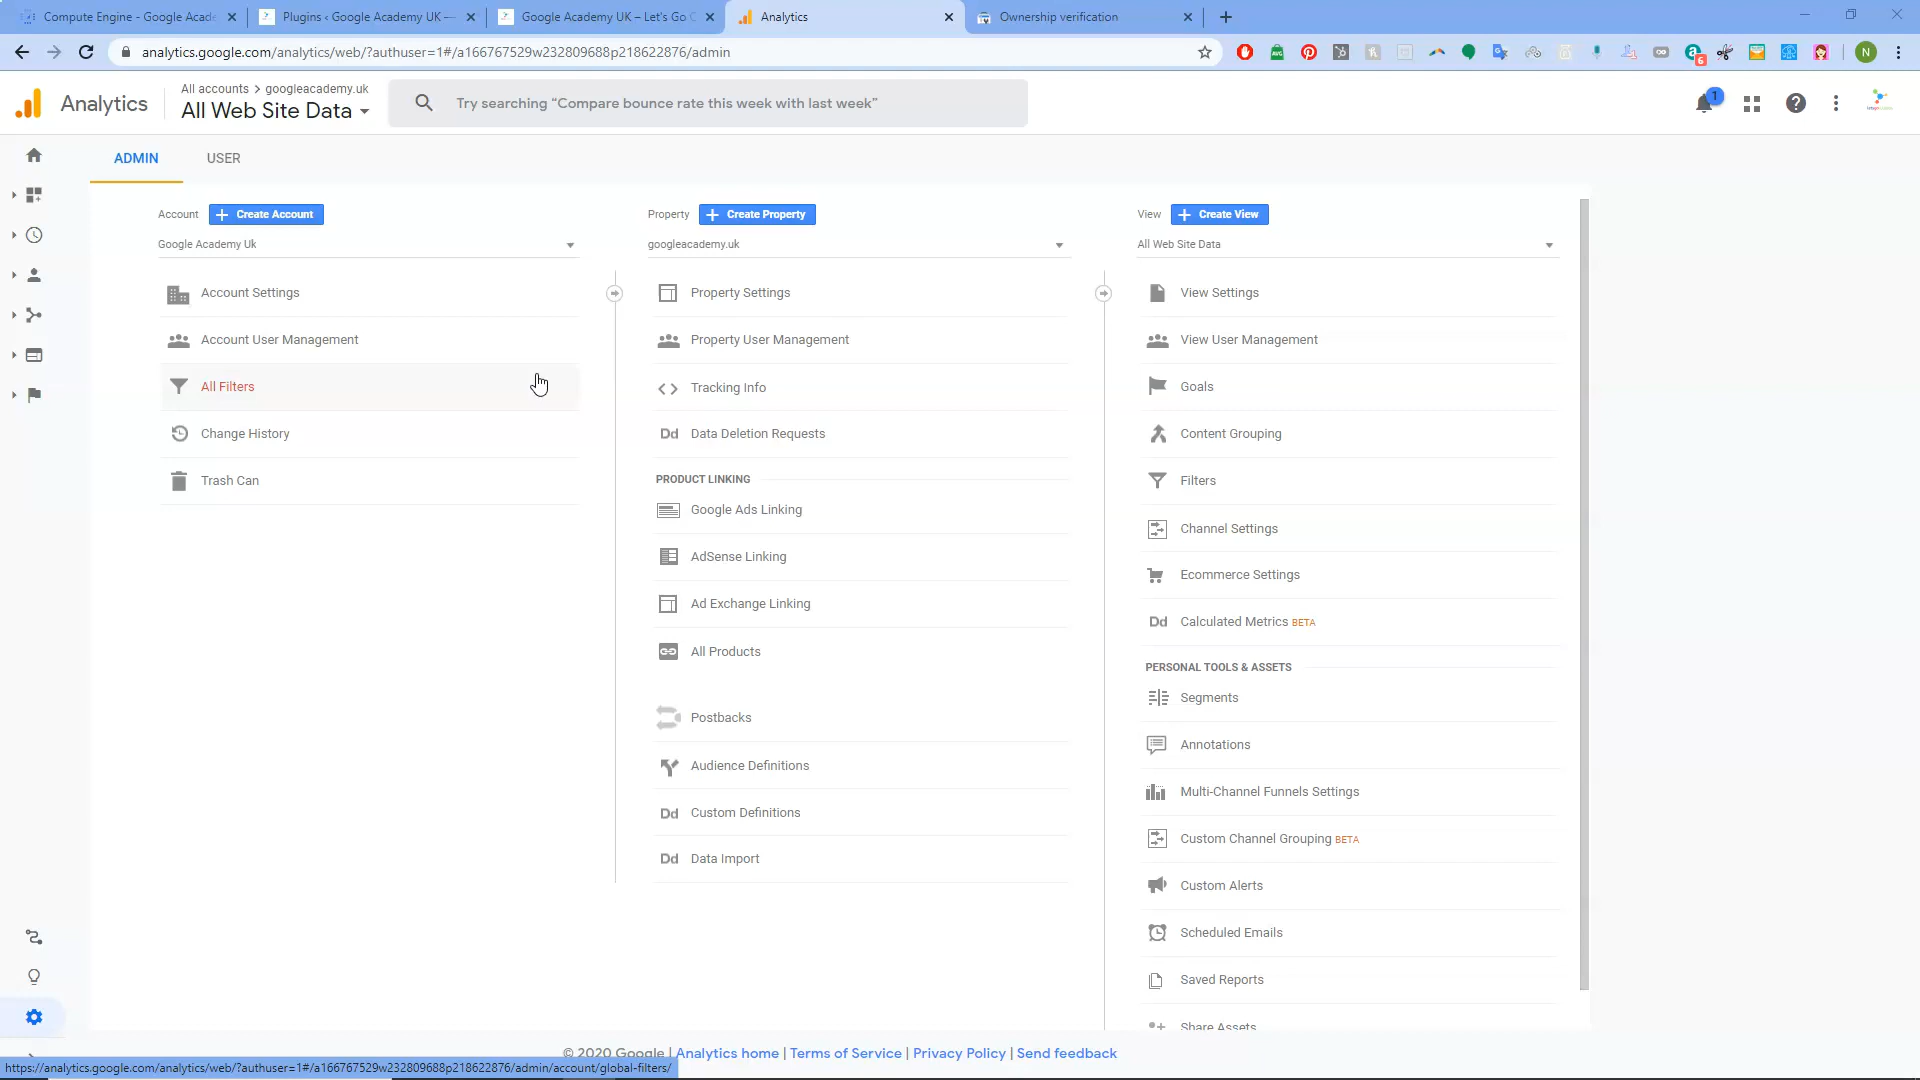 Compute Engine - Google Acade
Plugins ‹ Google Academy UK —
Google Academy UK – Let's Go C
Analytics
Ownership verification
analytics.google.com/analytics/web/?authuser=1#/a166767529w232809688p218622876/admin
6
N
Analytics
All accounts > googleacademy.uk
All Web Site Data
Try searching “Compare bounce rate this week with last week”
1
ADMIN
USER
Account
Create Account
Property
Create Property
View
Create View
Google Academy Uk
googleacademy.uk
All Web Site Data
Account Settings
Account User Management
All Filters
Change History
Trash Can
Property Settings
Property User Management
Tracking Info
Dd Data Deletion Requests
PRODUCT LINKING
Google Ads Linking
AdSense Linking
Ad Exchange Linking
All Products
Postbacks
Audience Definitions
Dd Custom Definitions
Dd Data Import
View Settings
View User Management
Goals
Content Grouping
Filters
Channel Settings
Ecommerce Settings
Dd Calculated Metrics BETA
PERSONAL TOOLS & ASSETS
Segments
Annotations
Multi-Channel Funnels Settings
Custom Channel Grouping BETA
Custom Alerts
Scheduled Emails
Saved Reports
Share Assets
© 2020 Google | Analytics home | Terms of Service | Privacy Policy | Send feedback
https://analytics.google.com/analytics/web/?authuser=1#/a166767529w232809688p218622876/admin/account/global-filters/